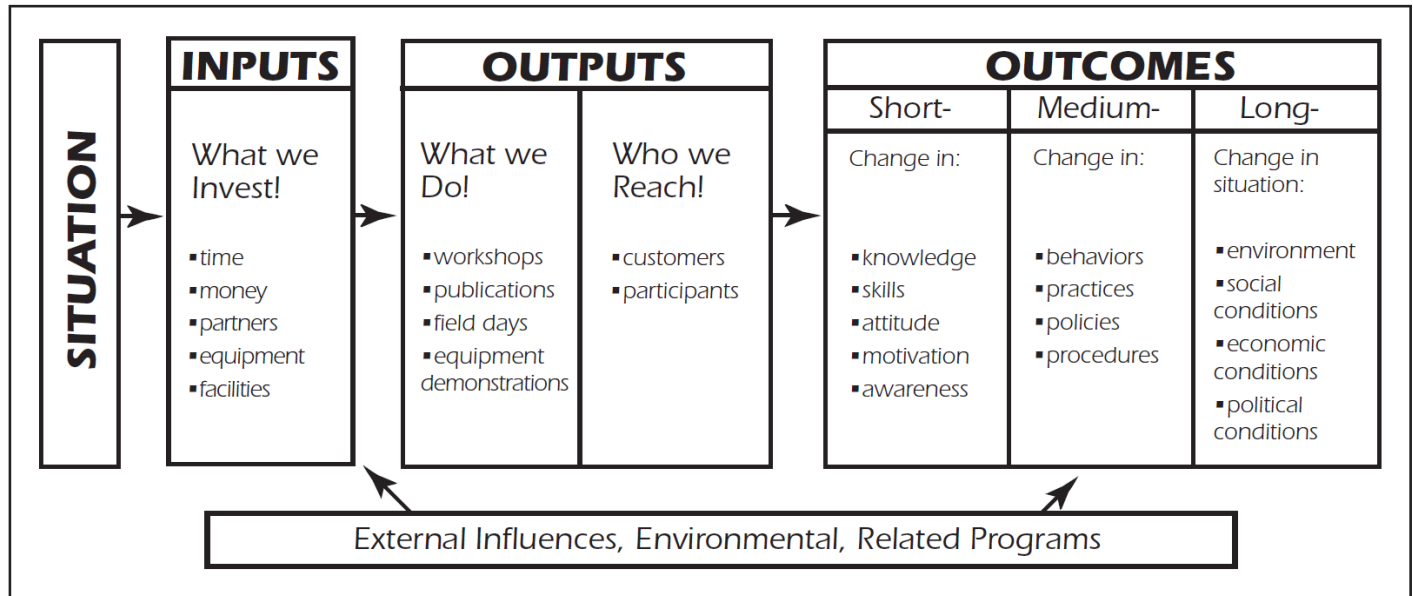 SITUATION
INPUTS
What we
Invest!
▪time
▪money
▪partners
▪equipment
▪facilities
OUTPUTS
What we
Do!
▪workshops
▪publications
▪field days
▪equipment
demonstrations
Who we
Reach!
▪customers
▪participants
OUTCOMES
Short-
Change in:
▪knowledge
▪skills
▪attitude
▪motivation
▪awareness
Medium-
Change in:
▪behaviors
▪practices
▪policies
▪procedures
Long-
Change in
situation:
▪environment
▪social
conditions
▪economic
conditions
▪political
conditions
External Influences, Environmental, Related Programs